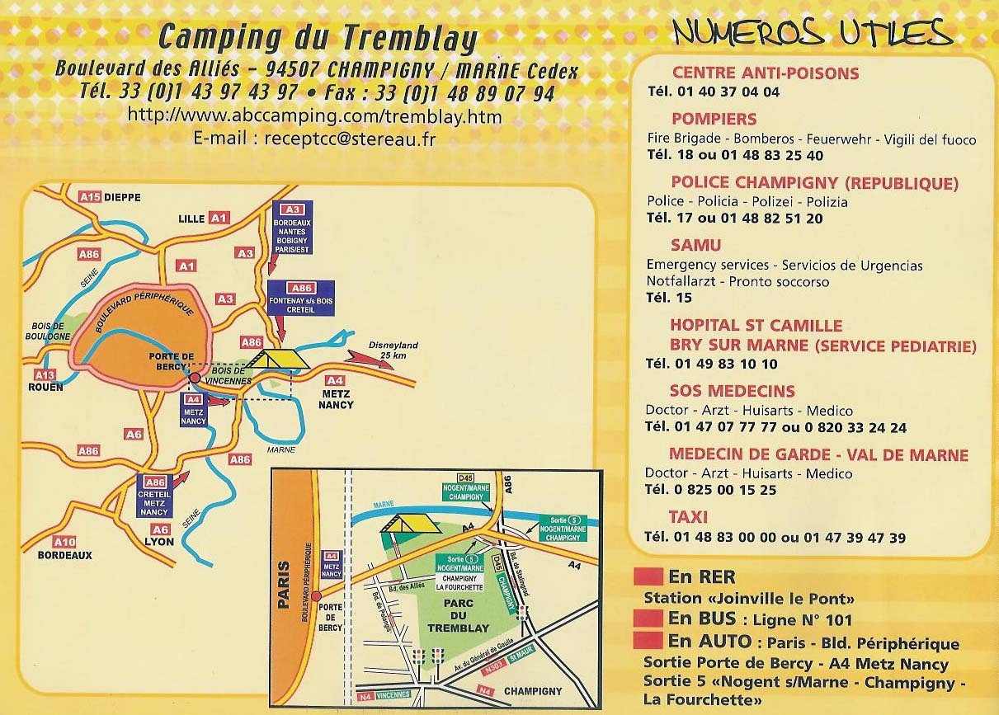 Camping du Tremblay
Boulevard des Alliés – 94507 CHAMPIGNY / MARNE Cedex
Tél. 33 (0)1 43 97 43 97 • Fax : 33 (0)1 48 89 07 94
http://www.abccamping.com/tremblay.htm
E-mail : receptcc@stereau.fr
A15 DIEPPE
LILLE A1
A3
BORDEAUX
NANTES
BOBIGNY
PARIS/EST
A86
SEINE
A1
A3
A3
A86
FONTENAY s/s BOIS
CRETEIL
BOULEVARD PÉRIPHÉRIQUE
BOIS DE
BOULOGNE
A86
PORTE DE
BERCY
BOIS DE
VINCENNES
Disneyland
25 km
A13
ROUEN
A4
METZ
NANCY
A4
METZ
NANCY
A6
A86
A86
MARNE
A86
CRETEIL
METZ
NANCY
SEINE
A6
LYON
A10
BORDEAUX
PARIS
BOULEVARD PÉRIPHÉRIQUE
A4
METZ
NANCY
PORTE
DE
BERCY
MARNE
D45
NOGENT/MARNE
CHAMPIGNY
A86
A4
Sortie 5
NOGENT/MARNE
CHAMPIGNY
A4
Sortie 5
NOGENT/MARNE
CHAMPIGNY
LA FOURCHETTE
D45
CHAMPIGNY
Bd. de Stalingrad
Bd. des Alliés
Bd. de Polangis
PARC
DU
TREMBLAY
Av. du Général de Gaulle
N303 St MAUR
N4 VINCENNES
N4
CHAMPIGNY
NUMEROS UTILES
CENTRE ANTI-POISONS
Tél. 01 40 37 04 04
POMPIERS
Fire Brigade - Bomberos - Feuerwehr - Vigili del fuoco
Tél. 18 ou 01 48 83 25 40
POLICE CHAMPIGNY (REPUBLIQUE)
Police - Policia - Polizei - Polizia
Tél. 17 ou 01 48 82 51 20
SAMU
Emergency services - Servicios de Urgencias
Notfallarzt - Pronto soccorso
Tél. 15
HOPITAL ST CAMILLE
BRY SUR MARNE (SERVICE PEDIATRIE)
Tél. 01 49 83 10 10
SOS MEDECINS
Doctor - Arzt - Huisarts - Medico
Tél. 01 47 07 77 77 ou 0 820 33 24 24
MEDECIN DE GARDE - VAL DE MARNE
Doctor - Arzt - Huisarts - Medico
Tél. 0 825 00 15 25
TAXI
Tél. 01 48 83 00 00 ou 01 47 39 47 39
En RER
Station «Joinville le Pont»
En BUS : Ligne N° 101
En AUTO : Paris - Bld. Périphérique
Sortie Porte de Bercy - A4 Metz Nancy
Sortie 5 «Nogent s/Marne - Champigny -
La Fourchette»